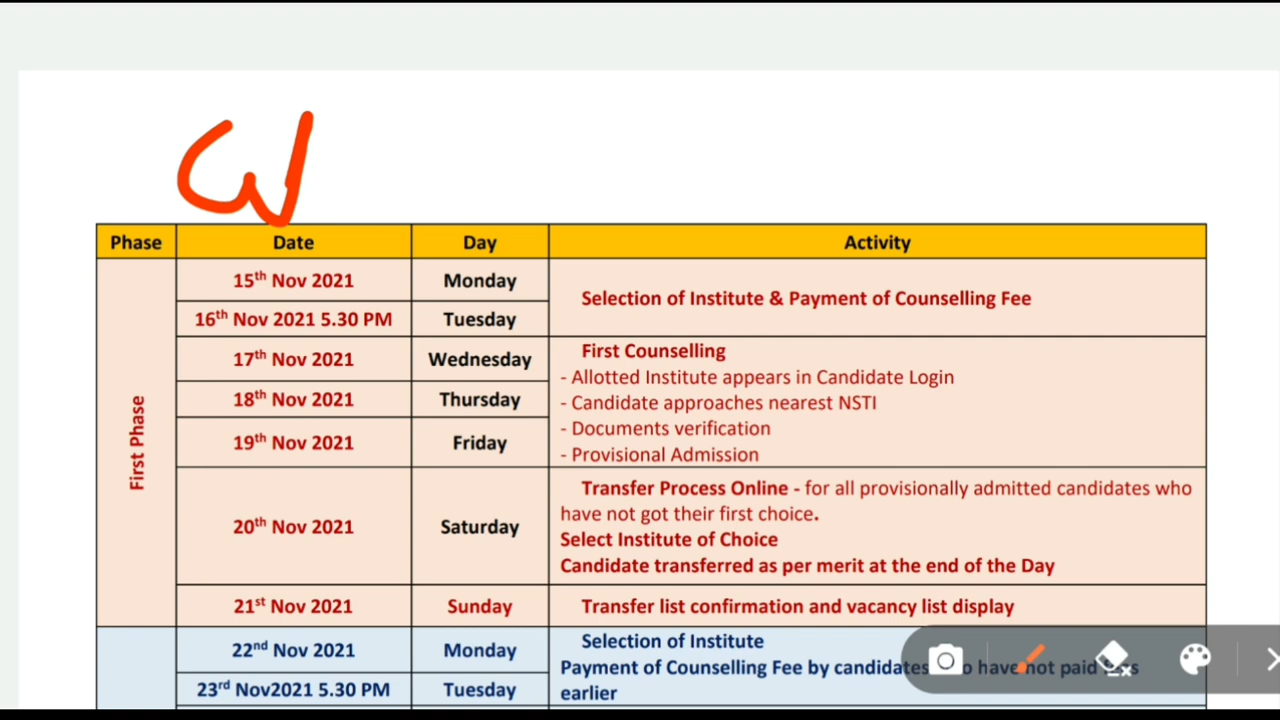 Phase Date Day Activity
First Phase
15th Nov 2021 Monday
16th Nov 2021 5.30 PM Tuesday
Selection of Institute & Payment of Counselling Fee
17th Nov 2021 Wednesday
18th Nov 2021 Thursday
19th Nov 2021 Friday
First Counselling
- Allotted Institute appears in Candidate Login
- Candidate approaches nearest NSTI
- Documents verification
- Provisional Admission
20th Nov 2021 Saturday
Transfer Process Online - for all provisionally admitted candidates who
have not got their first choice.
Select Institute of Choice
Candidate transferred as per merit at the end of the Day
21st Nov 2021 Sunday Transfer list confirmation and vacancy list display
22nd Nov 2021 Monday
23rd Nov2021 5.30 PM Tuesday
Selection of Institute
Payment of Counselling Fee by candidates have not paid
earlier